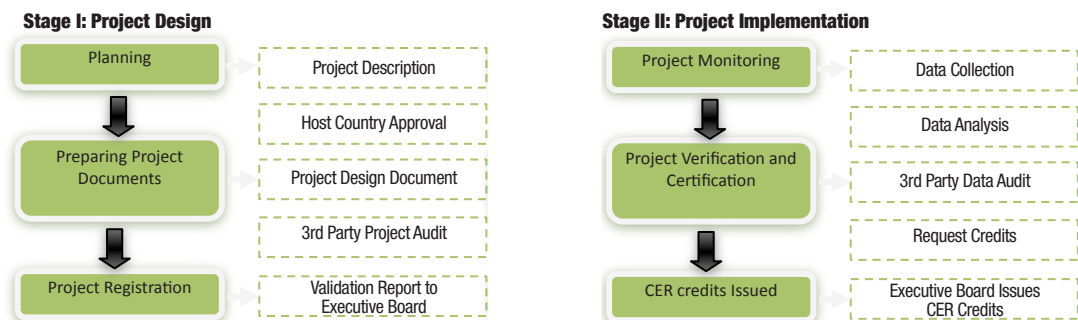 Stage I: Project Design
Planning
Project Description
Host Country Approval
Preparing Project
Documents
Project Design Document
3rd Party Project Audit
Project Registration
Validation Report to
Executive Board
Stage II: Project Implementation
Project Monitoring
Data Collection
Data Analysis
Project Verification and
Certification
3rd Party Data Audit
Request Credits
CER credits Issued
Executive Board Issues
CER Credits